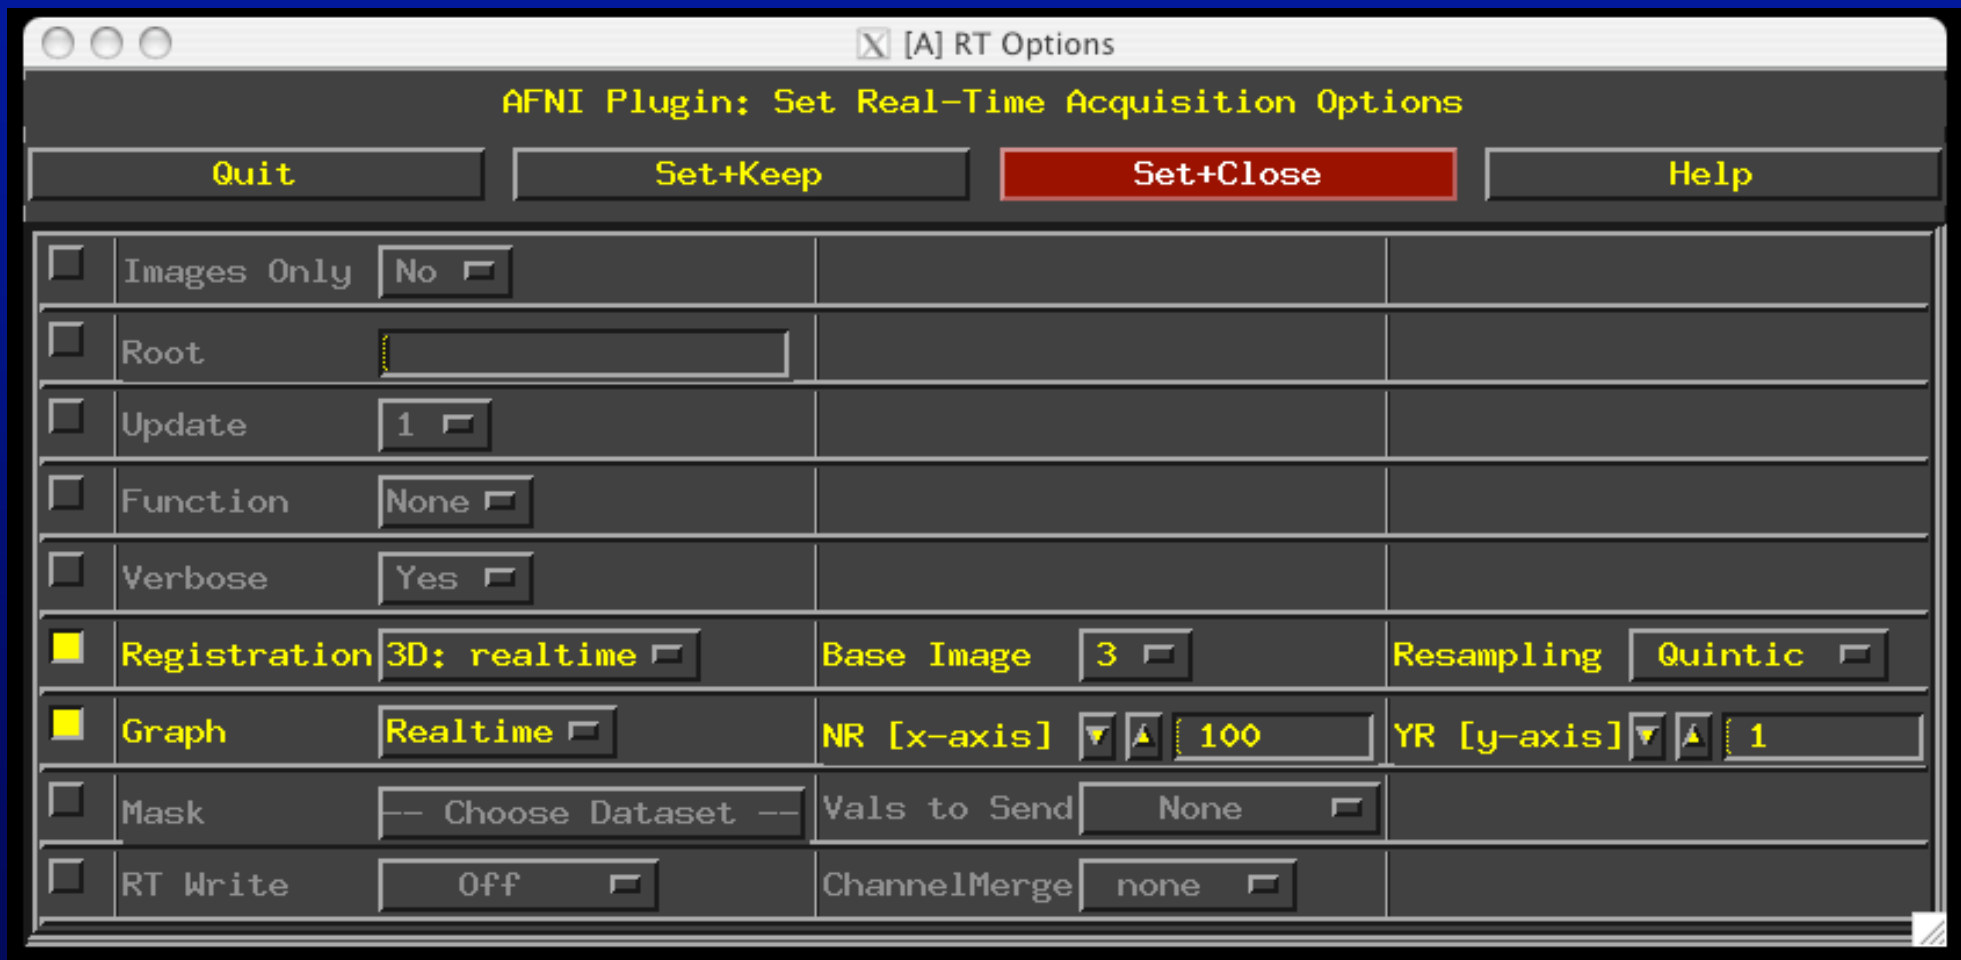 [A] RT Options
AFNI Plugin: Set Real-Time Acquisition Options
Quit Set+Keep Set+Close Help
Images Only No
Root
Update 1
Function None
Verbose Yes
Registration 3D: realtime Base Image 3 Resampling Quintic
Graph Realtime NR [x-axis] 100 YR [y-axis] 1
Mask -- Choose Dataset -- Vals to Send None
RT Write Off ChannelMerge none